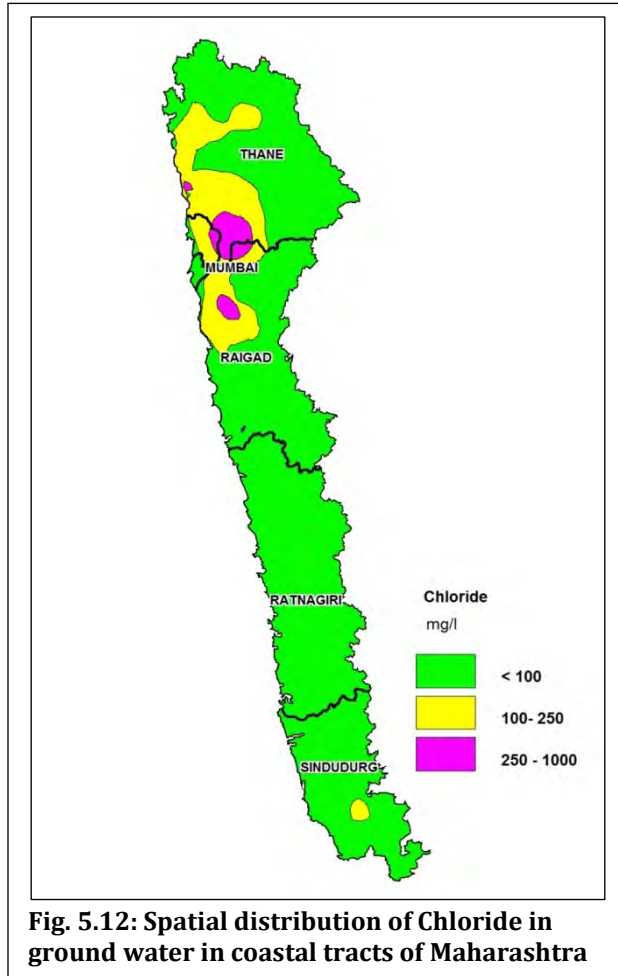 THANE
MUMBAI
RAIGAD
RATNAGIRI
Chloride
mg/l
< 100
100- 250
250 - 1000
SINDUDURG
Fig. 5.12: Spatial distribution of Chloride in
ground water in coastal tracts of Maharashtra